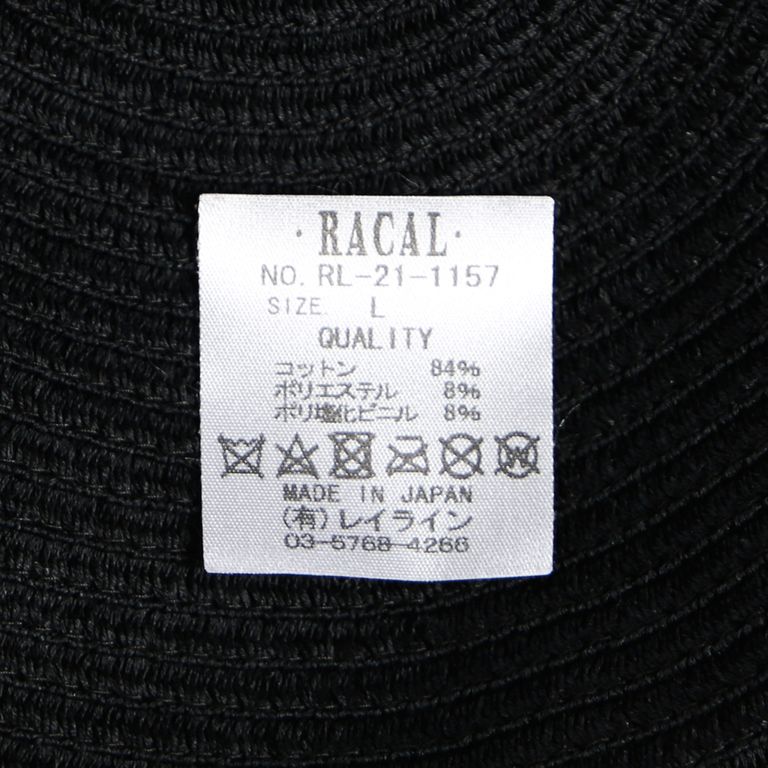 ・RACAL・
NO. RL-21-1157
SIZE. L
QUALITY
コットン 84%
ポリエステル 8%
ポリ塩化ビニル 8%
MADE IN JAPAN
(有)レイライン
03-5768-4266